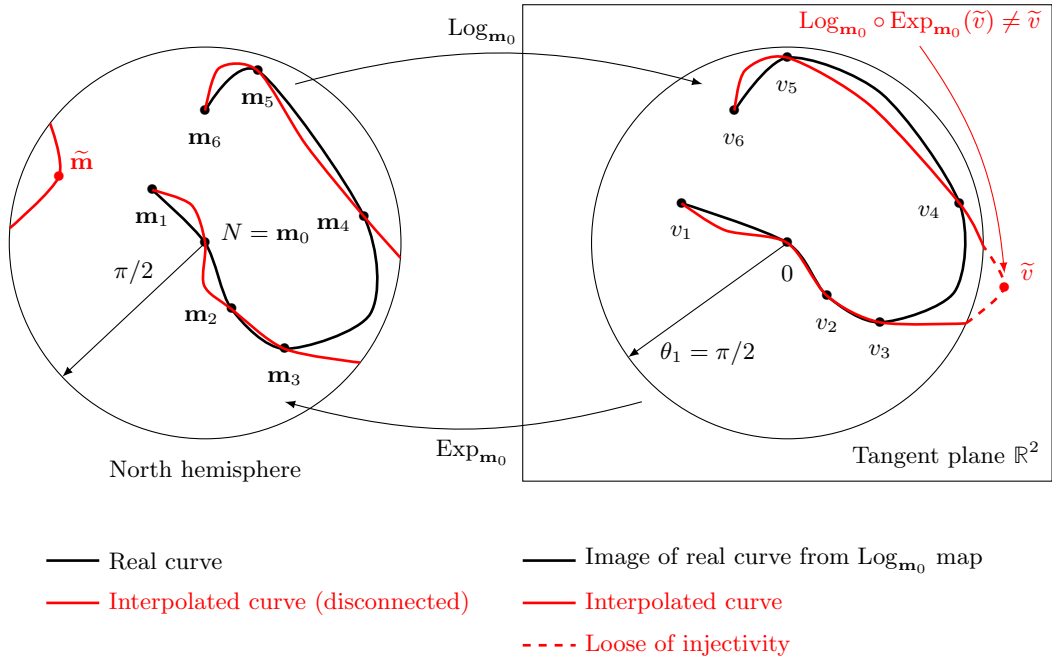 Log_{m_0}
Log_{m_0} ∘ Exp_{m_0}(ṽ) ≠ ṽ
m_5
m_6
m̃
m_1
N = m_0
m_4
π/2
m_2
m_3
v_5
v_6
v_1
v_4
0
ṽ
v_2
v_3
θ_1 = π/2
Exp_{m_0}
North hemisphere
Tangent plane ℝ^2
Real curve
Interpolated curve (disconnected)
Image of real curve from Log_{m_0} map
Interpolated curve
Loose of injectivity